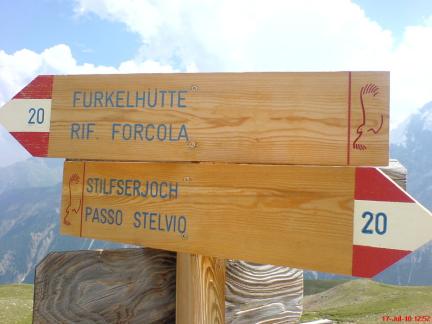 20
FURKELHÜTTE
RIF. FORCOLA
STILFSERJOCH
PASSO STELVIO
20
17-Jul-10 12:52